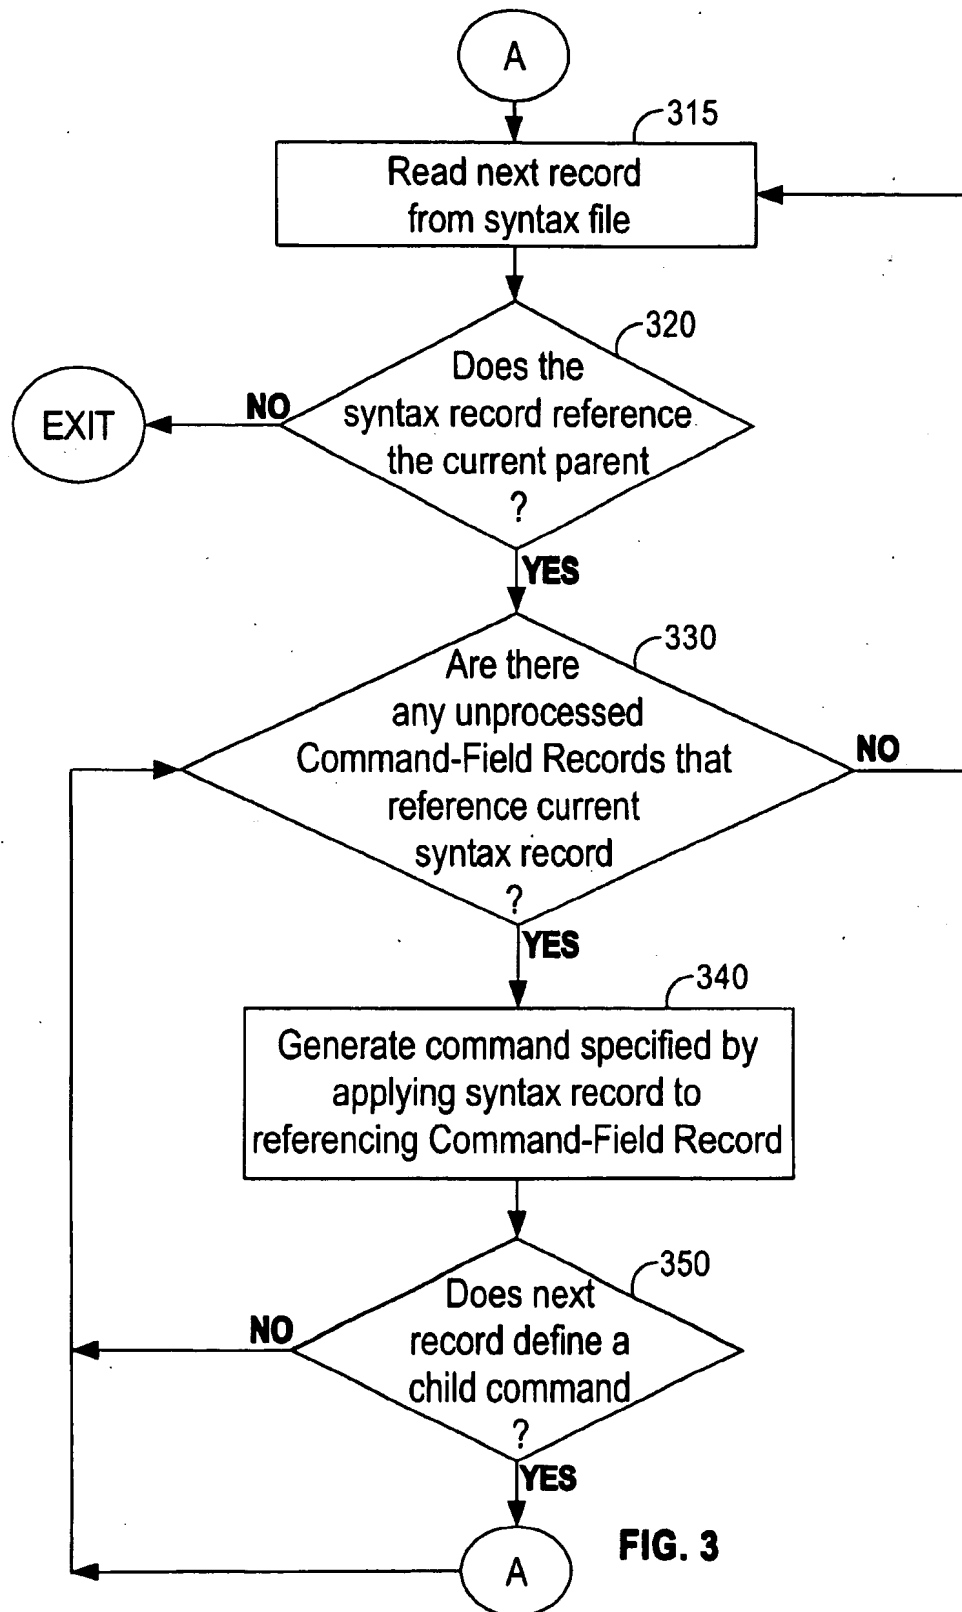 A
315
Read next record
from syntax file
320
Does the
syntax record reference
the current parent
?
NO
EXIT
YES
330
Are there
any unprocessed
Command-Field Records that
reference current
syntax record
?
NO
YES
340
Generate command specified by
applying syntax record to
referencing Command-Field Record
350
Does next
record define a
child command
?
NO
YES
A
FIG. 3